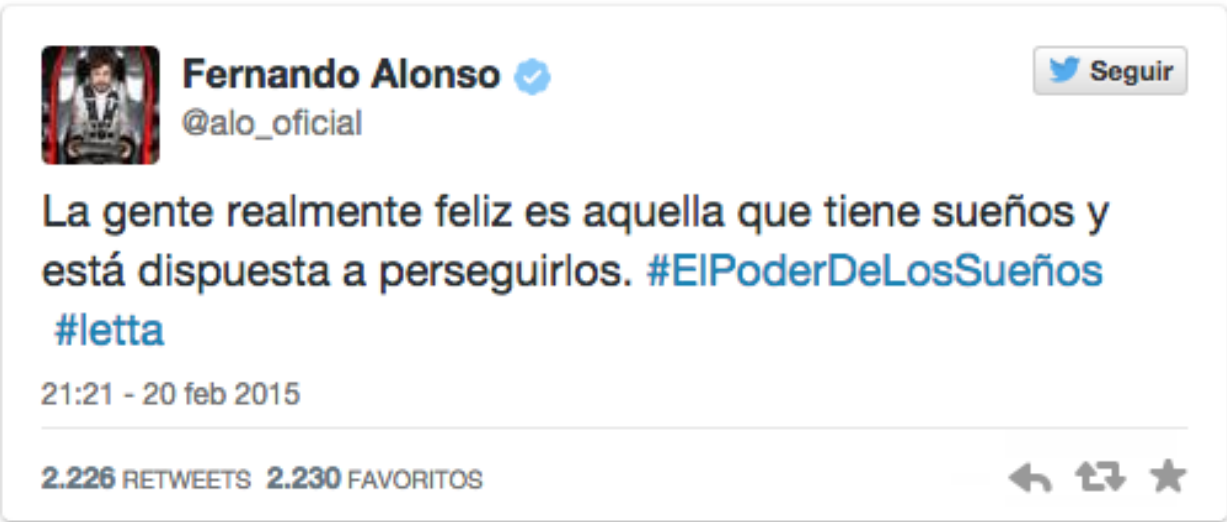 Fernando Alonso
@alo_oficial
Seguir
La gente realmente feliz es aquella que tiene sueños y
está dispuesta a perseguirlos. #ElPoderDeLosSueños
#letta
21:21 - 20 feb 2015
2.226 RETWEETS 2.230 FAVORITOS